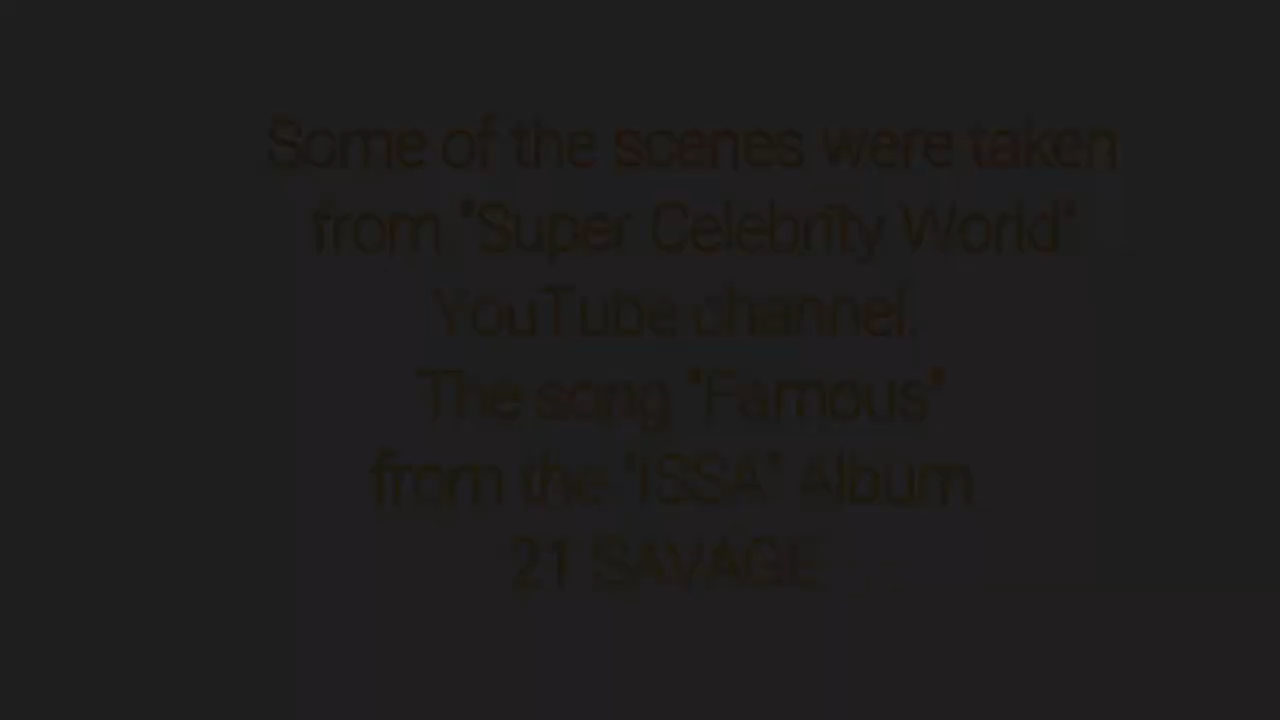 Some of the scenes were taken
from "Super Celebrity World"
YouTube channel.
The song "Famous"
from the "ISSA" Album
21 SAVAGE